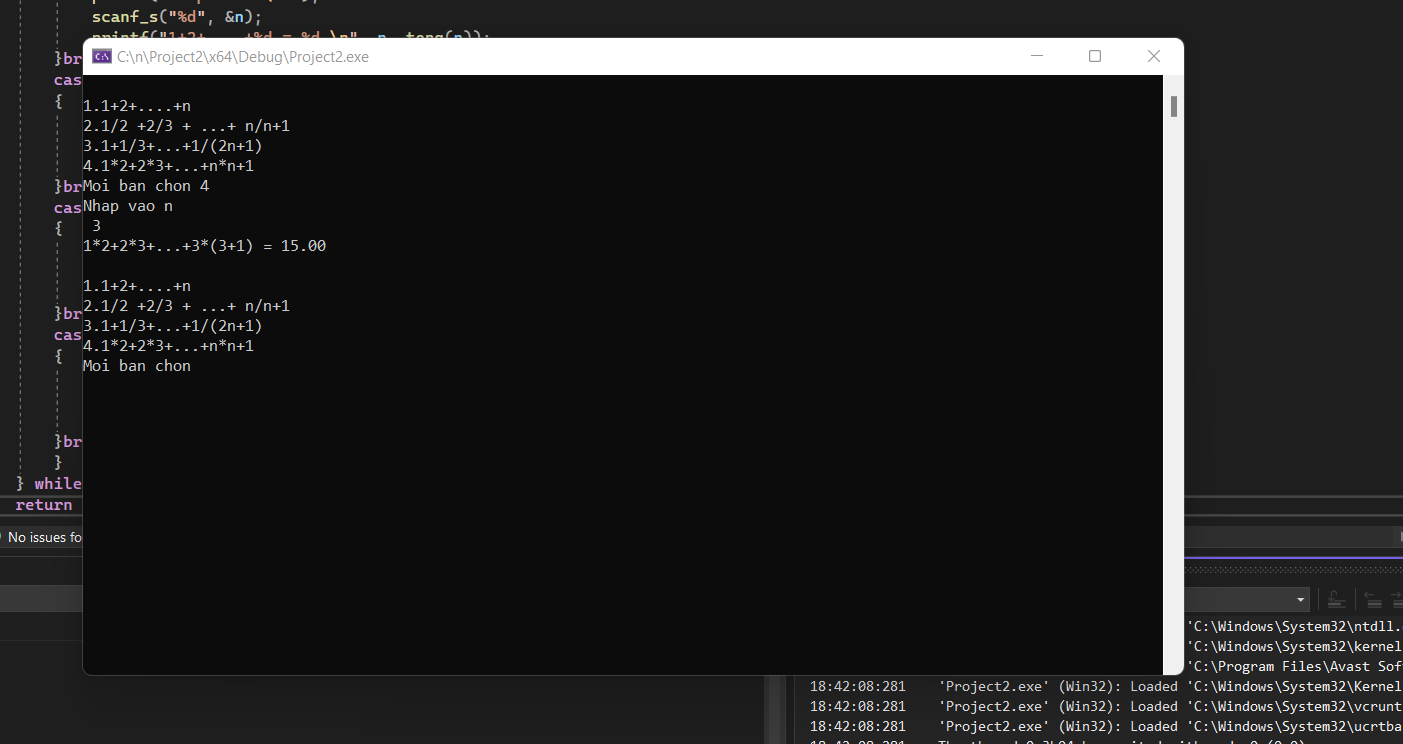 scanf_s("%d", &n);
C:\n\Project2\x64\Debug\Project2.exe
}br
cas
{
1.1+2+....+n
2.1/2 +2/3 + ...+ n/n+1
3.1+1/3+...+1/(2n+1)
4.1*2+2*3+...+n*n+1
}br
Moi ban chon 4
cas
Nhap vao n
{
3
1*2+2*3+...+3*(3+1) = 15.00
1.1+2+....+n
2.1/2 +2/3 + ...+ n/n+1
}br
3.1+1/3+...+1/(2n+1)
cas
4.1*2+2*3+...+n*n+1
{
Moi ban chon
}br
}
} while
return
No issues fo
'C:\Windows\System32\ntdll.
'C:\Windows\System32\kernel
'C:\Program Files\Avast Sof
18:42:08:281 'Project2.exe' (Win32): Loaded 'C:\Windows\System32\Kernel
18:42:08:281 'Project2.exe' (Win32): Loaded 'C:\Windows\System32\vcrunt
18:42:08:281 'Project2.exe' (Win32): Loaded 'C:\Windows\System32\ucrtba